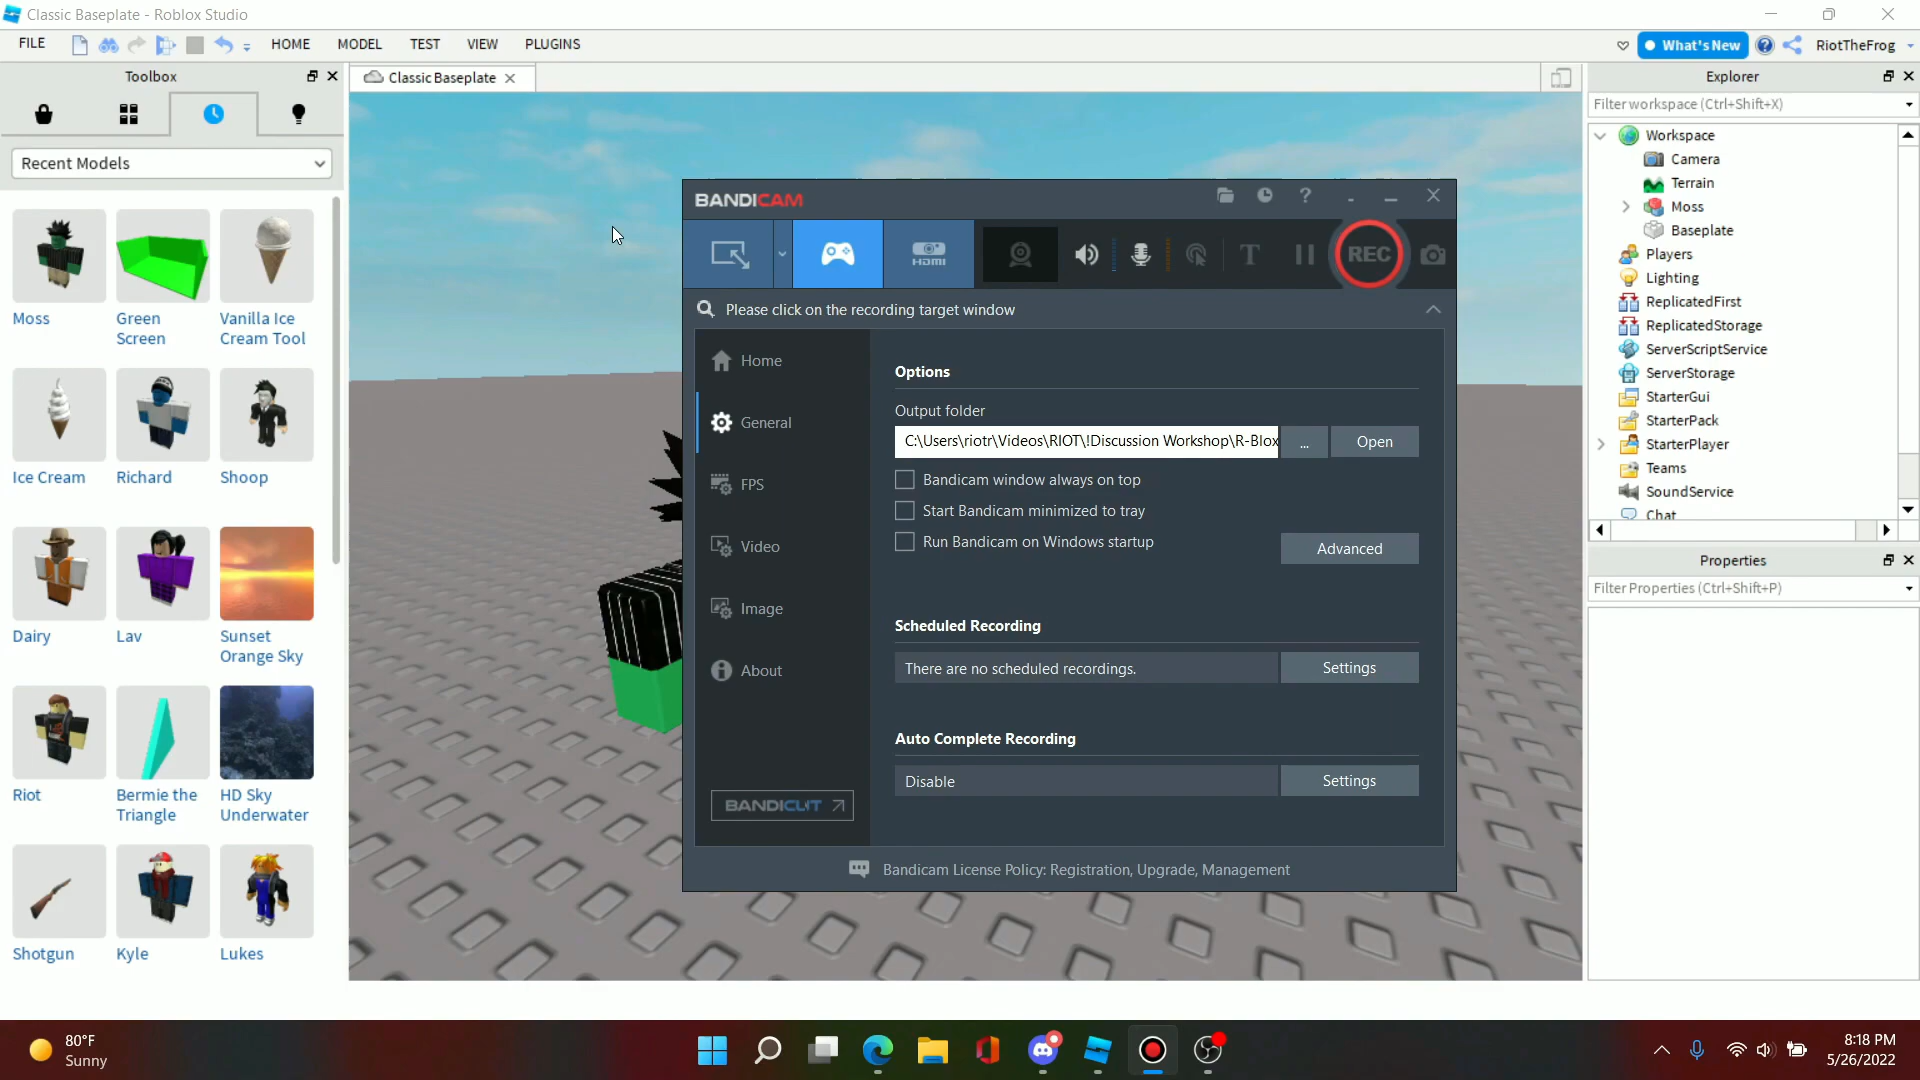 Classic Baseplate - Roblox Studio
FILE
HOME
MODEL
TEST
VIEW
PLUGINS
What's New
RiotTheFrog
Toolbox
Classic Baseplate
Explorer
Filter workspace (Ctrl+Shift+X)
Recent Models
Moss
Green
Screen
Vanilla Ice
Cream Tool
Ice Cream
Richard
Shoop
Dairy
Lav
Sunset
Orange Sky
Riot
Bermie the
Triangle
HD Sky
Underwater
Shotgun
Kyle
Lukes
BANDICAM
HDMI
T
REC
Please click on the recording target window
Home
General
FPS
Video
Image
About
BANDICUT
Options
Output folder
C:\Users\riotr\Videos\RIOT\!Discussion Workshop\R-Blox
...
Open
Bandicam window always on top
Start Bandicam minimized to tray
Run Bandicam on Windows startup
Advanced
Scheduled Recording
There are no scheduled recordings.
Settings
Auto Complete Recording
Disable
Settings
Bandicam License Policy: Registration, Upgrade, Management
Workspace
Camera
Terrain
Moss
Baseplate
Players
Lighting
ReplicatedFirst
ReplicatedStorage
ServerScriptService
ServerStorage
StarterGui
StarterPack
StarterPlayer
Teams
SoundService
Chat
Properties
Filter Properties (Ctrl+Shift+P)
80°F
Sunny
8:18 PM
5/26/2022